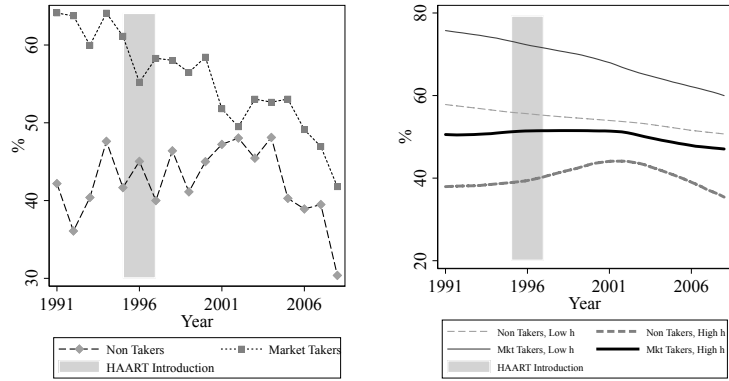 %
60
50
40
30
1991
1996
2001
2006
Year
Non Takers
Market Takers
HAART Introduction
%
80
60
40
20
1991
1996
2001
2006
Year
Non Takers, Low h
Non Takers, High h
Mkt Takers, Low h
Mkt Takers, High h
HAART Introduction